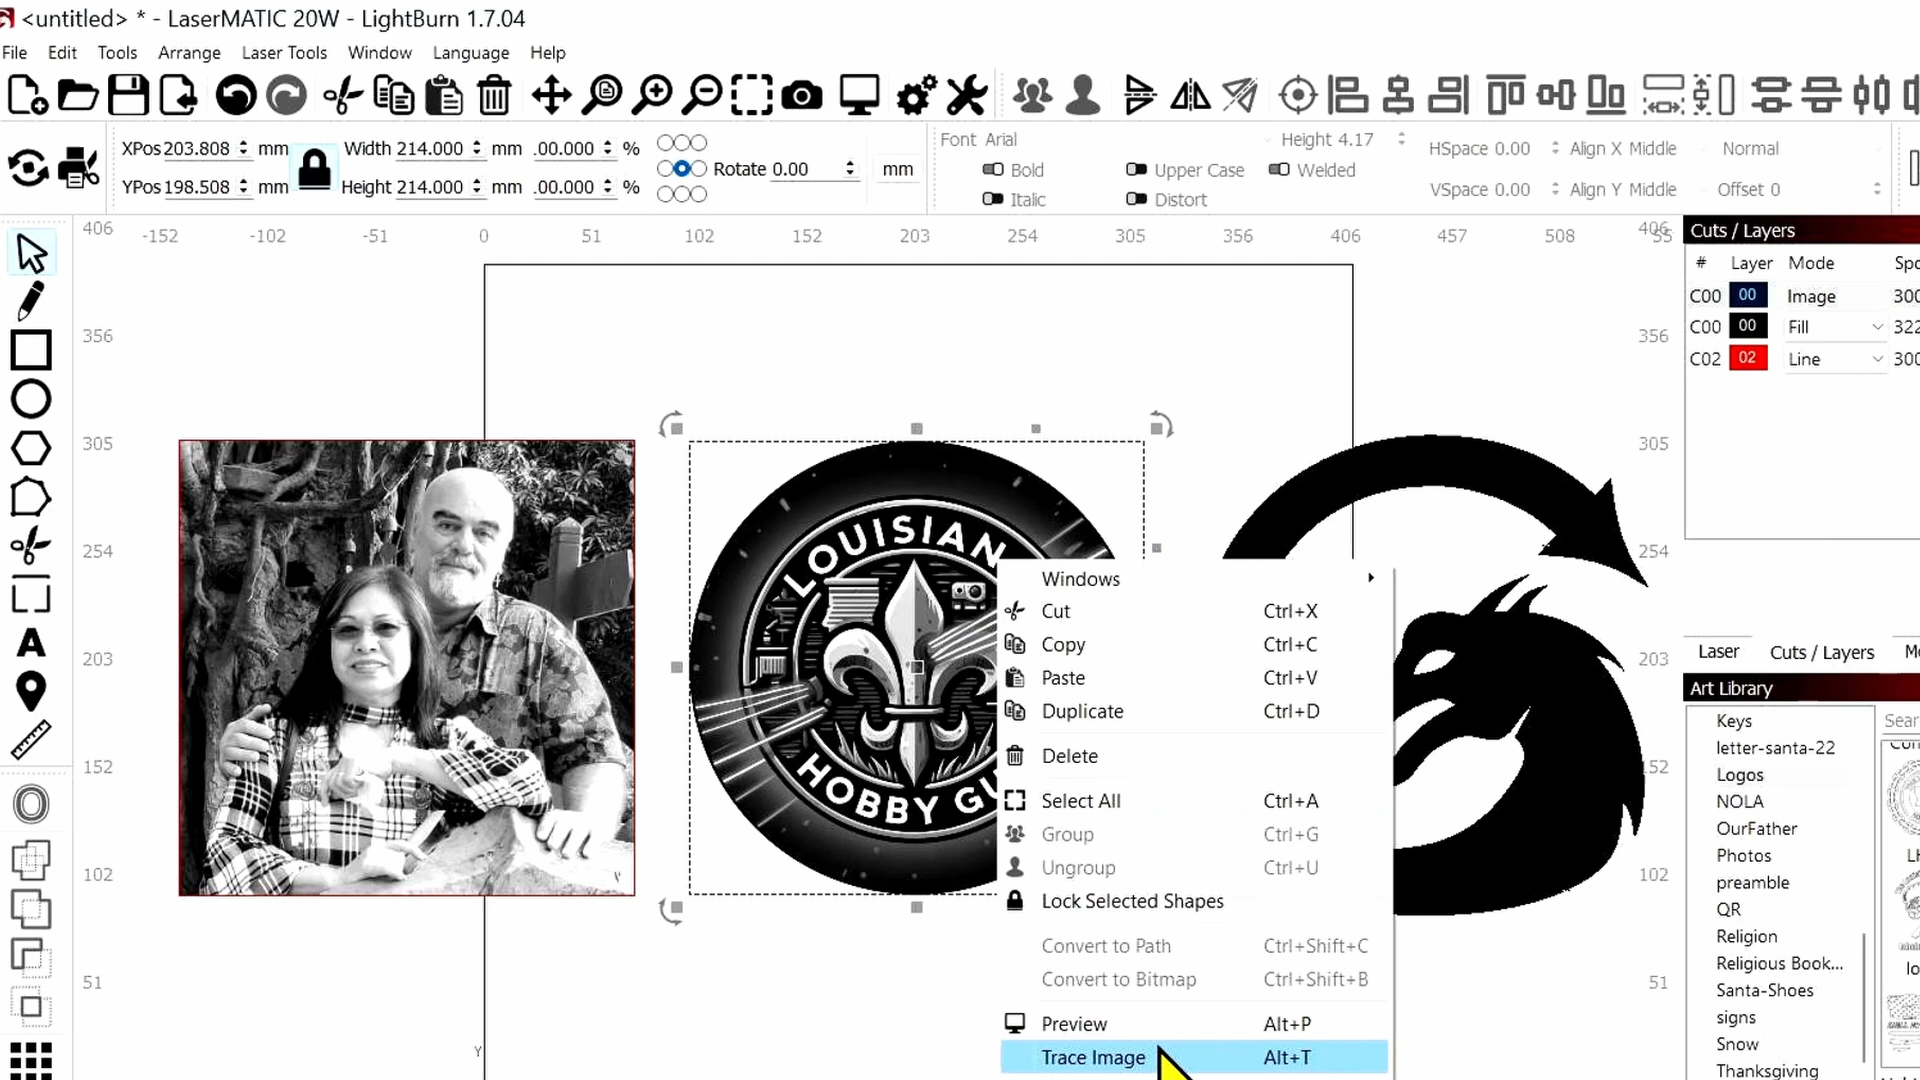 <untitled> * - LaserMATIC 20W - LightBurn 1.7.04
File Edit Tools Arrange Laser Tools Window Language Help
XPos 203.808 mm Width 214.000 mm .00.000 % Rotate 0.00 mm
YPos 198.508 mm Height 214.000 mm .00.000 %
Font Arial Height 4.17
Bold Upper Case Welded
Italic Distort
HSpace 0.00 Align X Middle Normal
VSpace 0.00 Align Y Middle Offset 0
406 -152 -102 -51 0 51 102 152 203 254 305 356 406 457 508 406
356 356
305 305
254 254
203 203
152 152
102 102
51 51
Y
LOUISIAN
HOBBY GU
Windows
Cut Ctrl+X
Copy Ctrl+C
Paste Ctrl+V
Duplicate Ctrl+D
Delete
Select All Ctrl+A
Group Ctrl+G
Ungroup Ctrl+U
Lock Selected Shapes
Convert to Path Ctrl+Shift+C
Convert to Bitmap Ctrl+Shift+B
Preview Alt+P
Trace Image Alt+T
Cuts / Layers
# Layer Mode Spe
C00 00 Image 300
C00 00 Fill 322
C02 02 Line 300
Laser Cuts / Layers Mo
Art Library
Sear
Keys
letter-santa-22
Logos
NOLA
OurFather
Photos
preamble
QR
Religion
Religious Book...
Santa-Shoes
signs
Snow
Thanksgiving
A